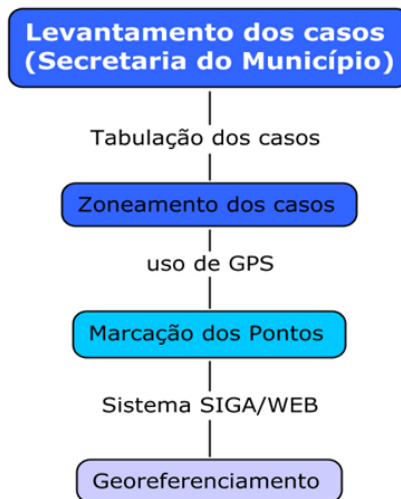 Levantamento dos casos
(Secretaria do Município)
Tabulação dos casos
Zoneamento dos casos
uso de GPS
Marcação dos Pontos
Sistema SIGA/WEB
Georeferenciamento